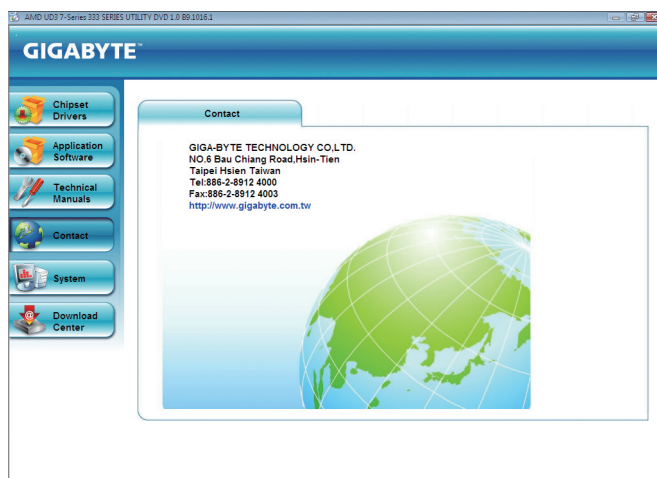 AMD UD3 7-Series 333 SERIES UTILITY DVD 1.0 B9.1016.1
GIGABYTE™
Chipset
Drivers
Application
Software
Technical
Manuals
Contact
System
Download
Center
Contact
GIGA-BYTE TECHNOLOGY CO,LTD.
NO.6 Bau Chiang Road,Hsin-Tien
Taipei Hsien Taiwan
Tel:886-2-8912 4000
Fax:886-2-8912 4003
http://www.gigabyte.com.tw